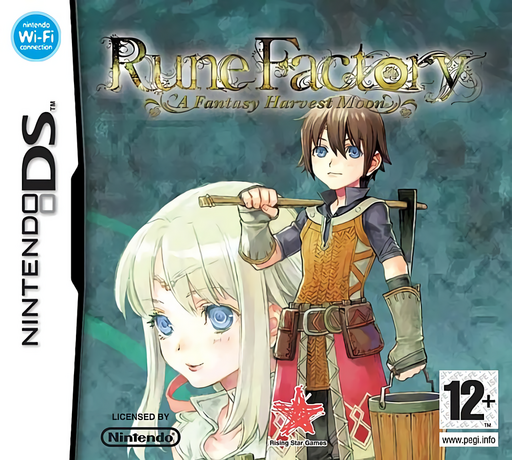 nintendo
Wi-Fi
connection
NINTENDO DS™
Rune Factory
A Fantasy Harvest Moon
LICENSED BY
Nintendo
Rising Star Games
12+
™
www.pegi.info